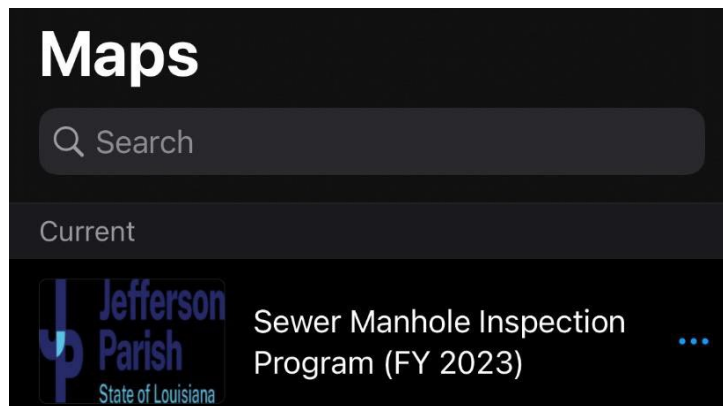 Maps
Search
Current
Jefferson
Parish
State of Louisiana
Sewer Manhole Inspection
Program (FY 2023)